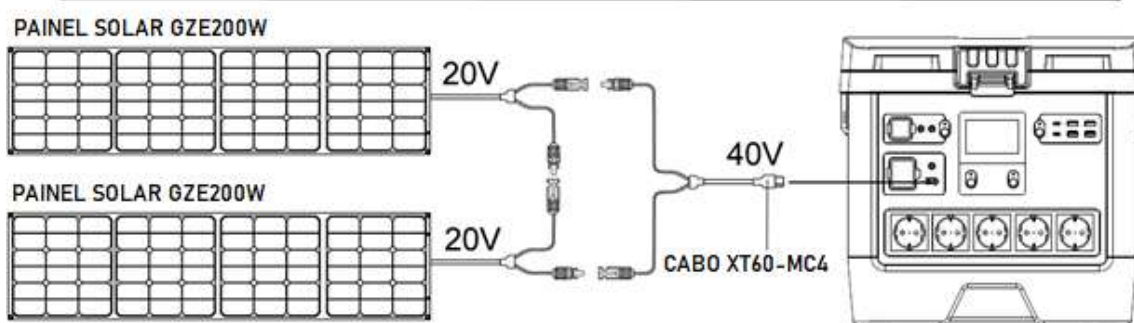 PAINEL SOLAR GZE200W
20V
40V
PAINEL SOLAR GZE200W
20V
CABO XT60-MC4